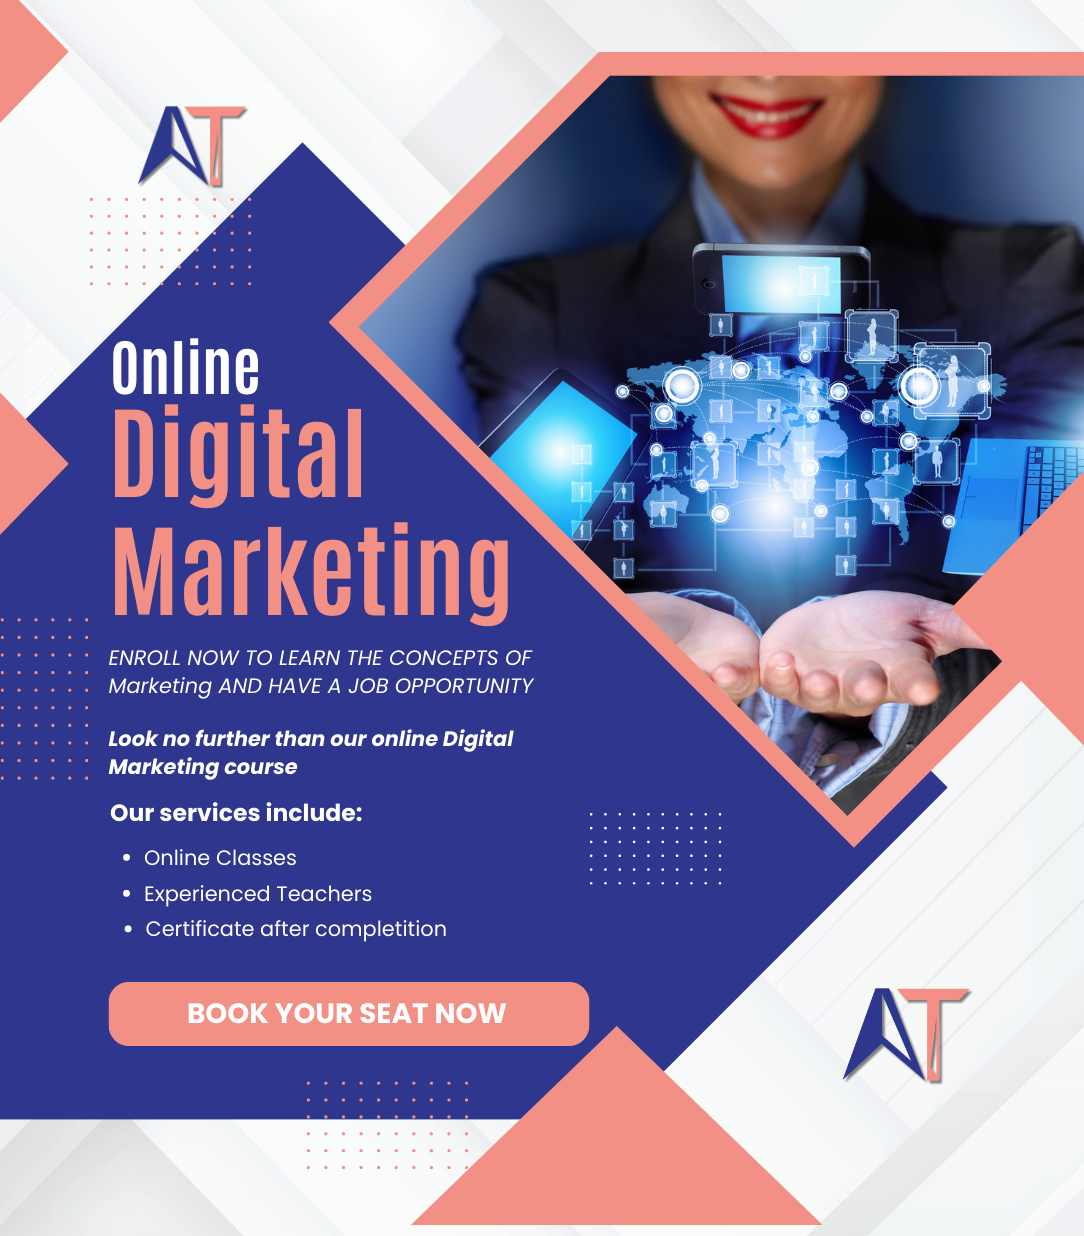 AT
Online
Digital
Marketing
ENROLL NOW TO LEARN THE CONCEPTS OF
Marketing AND HAVE A JOB OPPORTUNITY
Look no further than our online Digital
Marketing course
Our services include:
• Online Classes
• Experienced Teachers
• Certificate after completition
BOOK YOUR SEAT NOW
AT